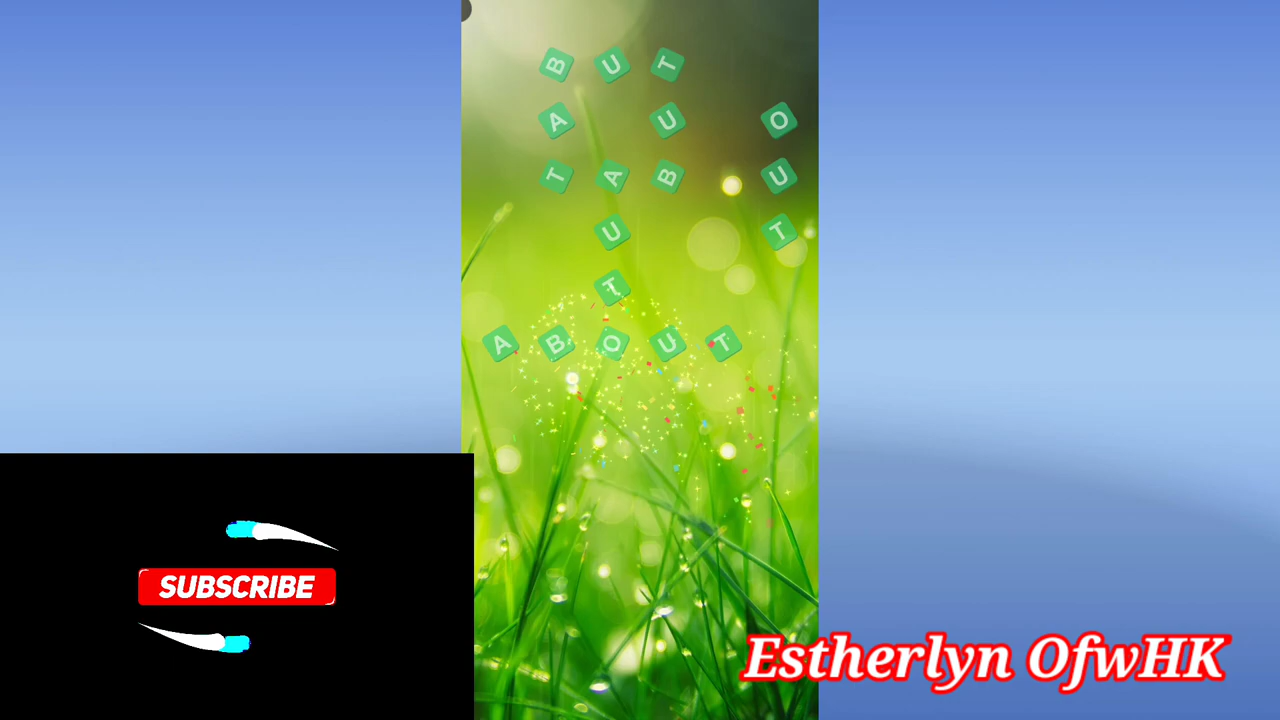 B U T
A U O
T A B U
U T
T
A B O U T
SUBSCRIBE
Estherlyn OfwHK